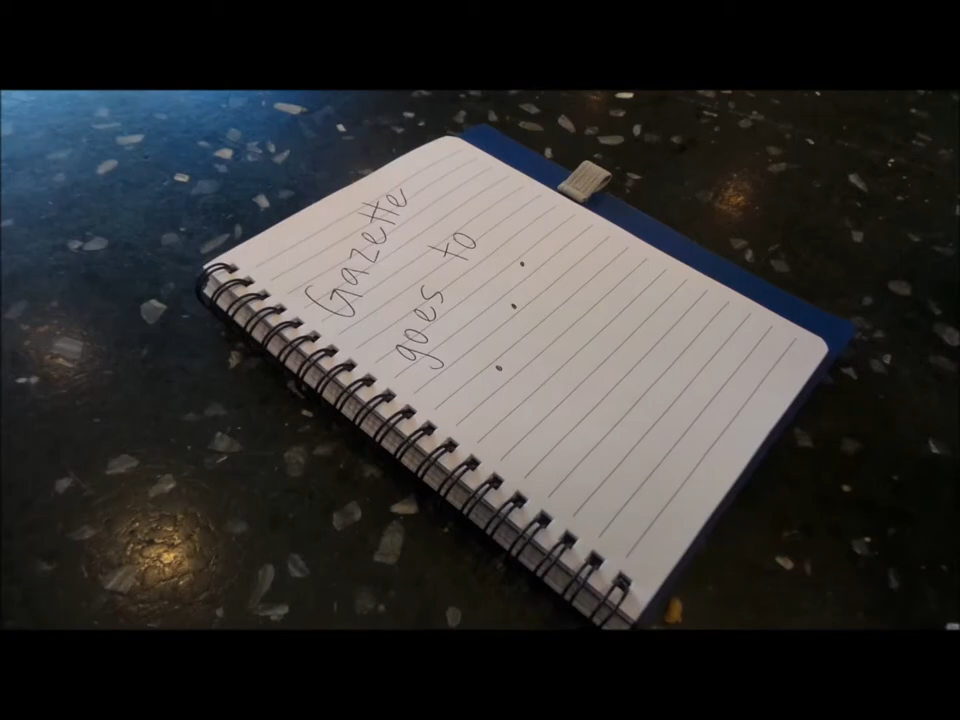 Gazette
goes to
. . .